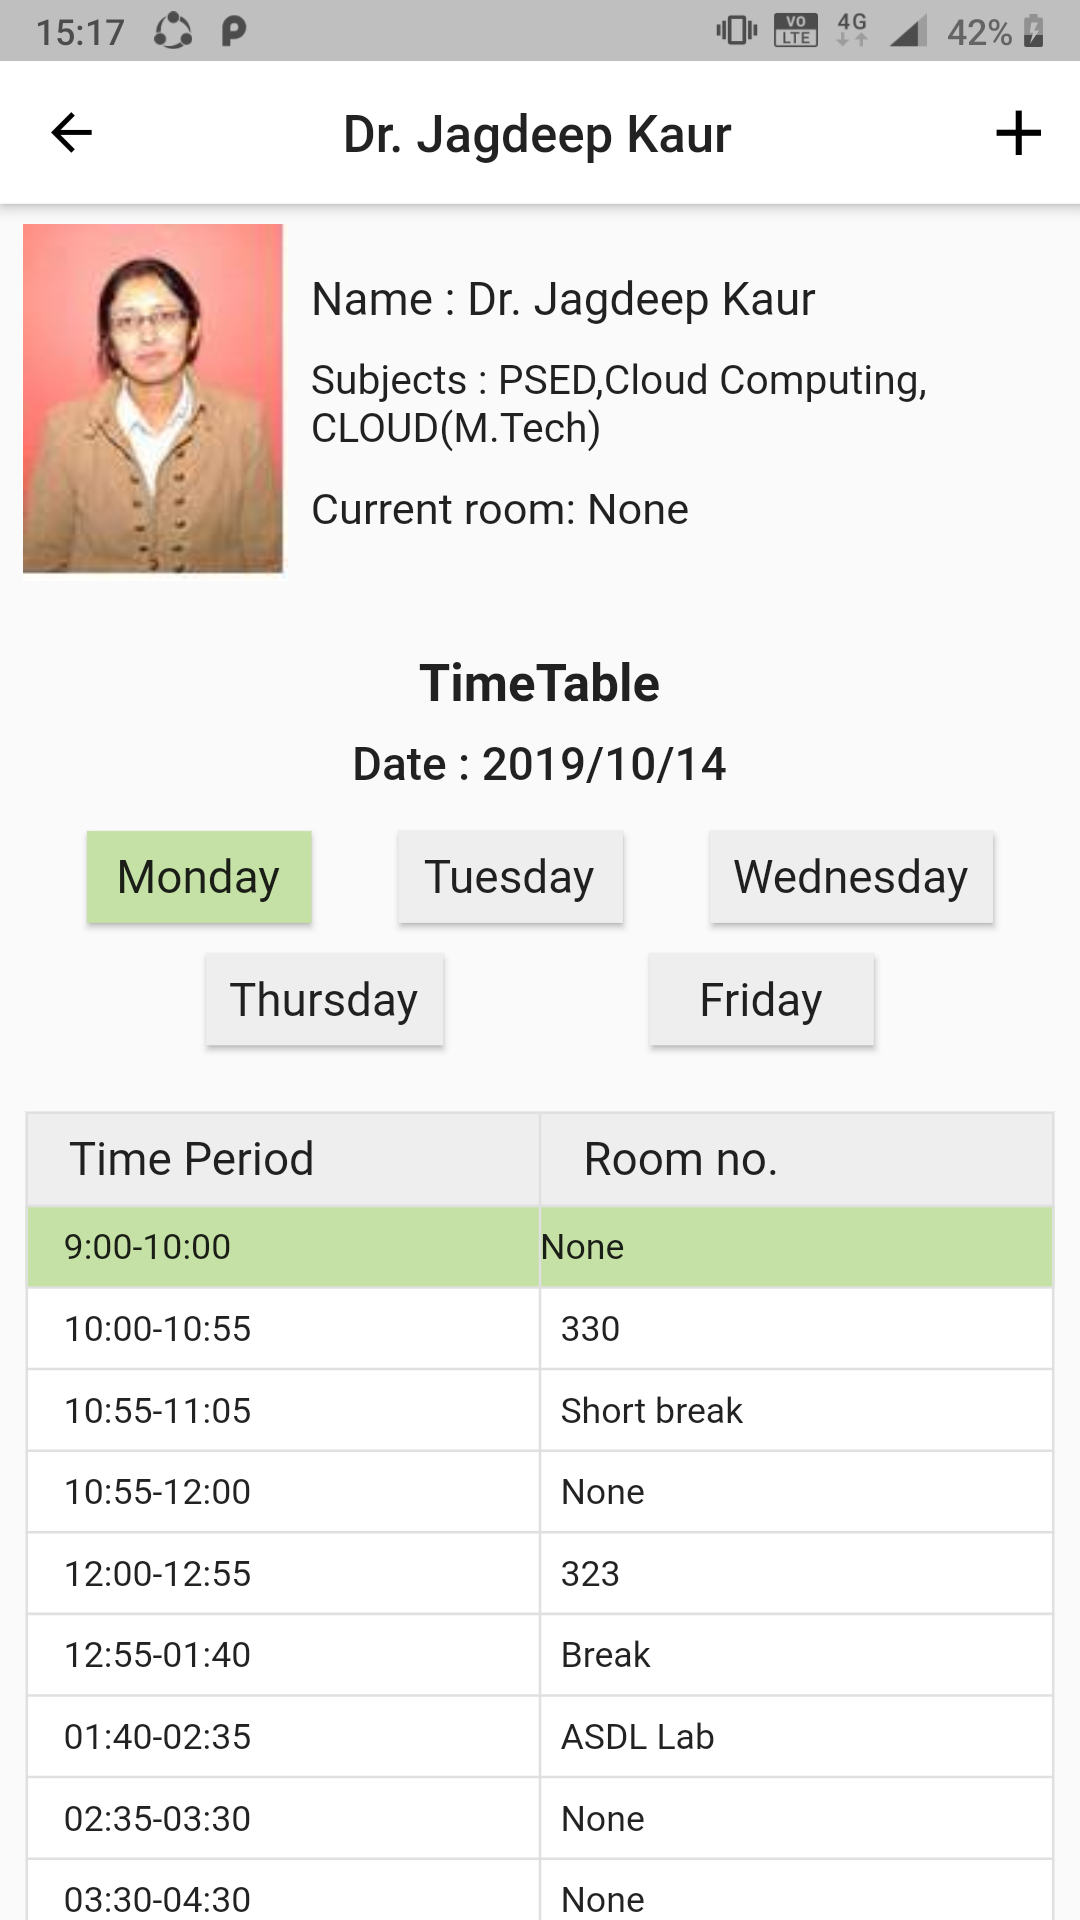 15:17 VO LTE 4G 42%
Dr. Jagdeep Kaur
Name : Dr. Jagdeep Kaur
Subjects : PSED,Cloud Computing,
CLOUD(M.Tech)
Current room: None
TimeTable
Date : 2019/10/14
Monday Tuesday Wednesday
Thursday Friday
Time Period Room no.
9:00-10:00 None
10:00-10:55 330
10:55-11:05 Short break
10:55-12:00 None
12:00-12:55 323
12:55-01:40 Break
01:40-02:35 ASDL Lab
02:35-03:30 None
03:30-04:30 None